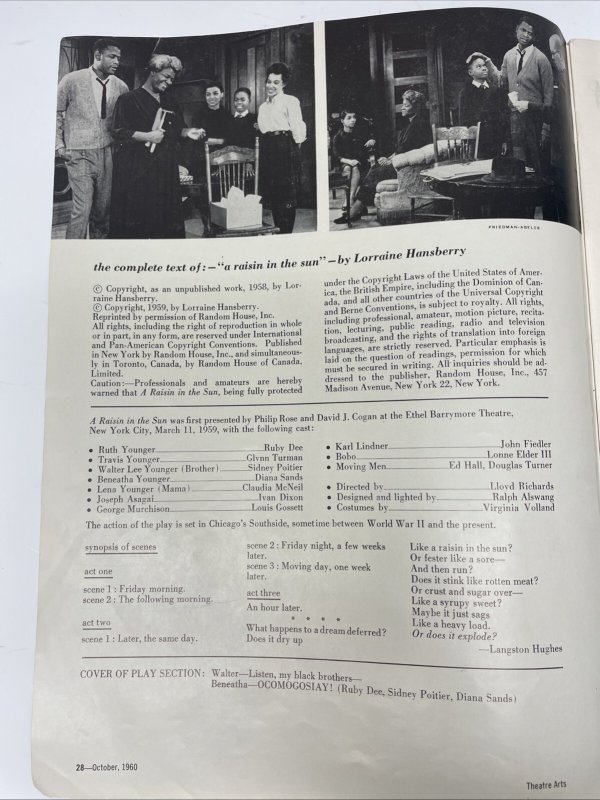 FRIEDMAN-ABELES
the complete text of:—"a raisin in the sun"—by Lorraine Hansberry
© Copyright, as an unpublished work, 1958, by Lor-
raine Hansberry.
© Copyright, 1959, by Lorraine Hansberry.
Reprinted by permission of Random House, Inc.
All rights, including the right of reproduction in whole
or in part, in any form, are reserved under International
and Pan-American Copyright Conventions. Published
in New York by Random House, Inc., and simultaneous-
ly in Toronto, Canada, by Random House of Canada,
Limited.
Caution:—Professionals and amateurs are hereby
warned that A Raisin in the Sun, being fully protected
under the Copyright Laws of the United States of Amer-
ica, the British Empire, including the Dominion of Can-
ada, and all other countries of the Universal Copyright
and Berne Conventions, is subject to royalty. All rights,
including professional, amateur, motion picture, recita-
tion, lecturing, public reading, radio and television
broadcasting, and the rights of translation into foreign
languages, are strictly reserved. Particular emphasis is
laid on the question of readings, permission for which
must be secured in writing. All inquiries should be ad-
dressed to the publisher, Random House, Inc., 457
Madison Avenue, New York 22, New York.
A Raisin in the Sun was first presented by Philip Rose and David J. Cogan at the Ethel Barrymore Theatre,
New York City, March 11, 1959, with the following cast:
• Ruth Younger Ruby Dee
• Travis Younger Glynn Turman
• Walter Lee Younger (Brother) Sidney Poitier
• Beneatha Younger Diana Sands
• Lena Younger (Mama) Claudia McNeil
• Joseph Asagai Ivan Dixon
• George Murchison Louis Gossett
• Karl Lindner John Fiedler
• Bobo Lonne Elder III
• Moving Men Ed Hall, Douglas Turner
• Directed by Lloyd Richards
• Designed and lighted by Ralph Alswang
• Costumes by Virginia Volland
The action of the play is set in Chicago's Southside, sometime between World War II and the present.
synopsis of scenes
act one
scene 1: Friday morning.
scene 2: The following morning.
act two
scene 1: Later, the same day.
scene 2: Friday night, a few weeks
later.
scene 3: Moving day, one week
later.
act three
An hour later.
* * * *
What happens to a dream deferred?
Does it dry up
Like a raisin in the sun?
Or fester like a sore—
And then run?
Does it stink like rotten meat?
Or crust and sugar over—
Like a syrupy sweet?
Maybe it just sags
Like a heavy load.
Or does it explode?
—Langston Hughes
COVER OF PLAY SECTION: Walter—Listen, my black brothers—
Beneatha—OCOMOGOSIAY! (Ruby Dee, Sidney Poitier, Diana Sands)
28—October, 1960
Theatre Arts